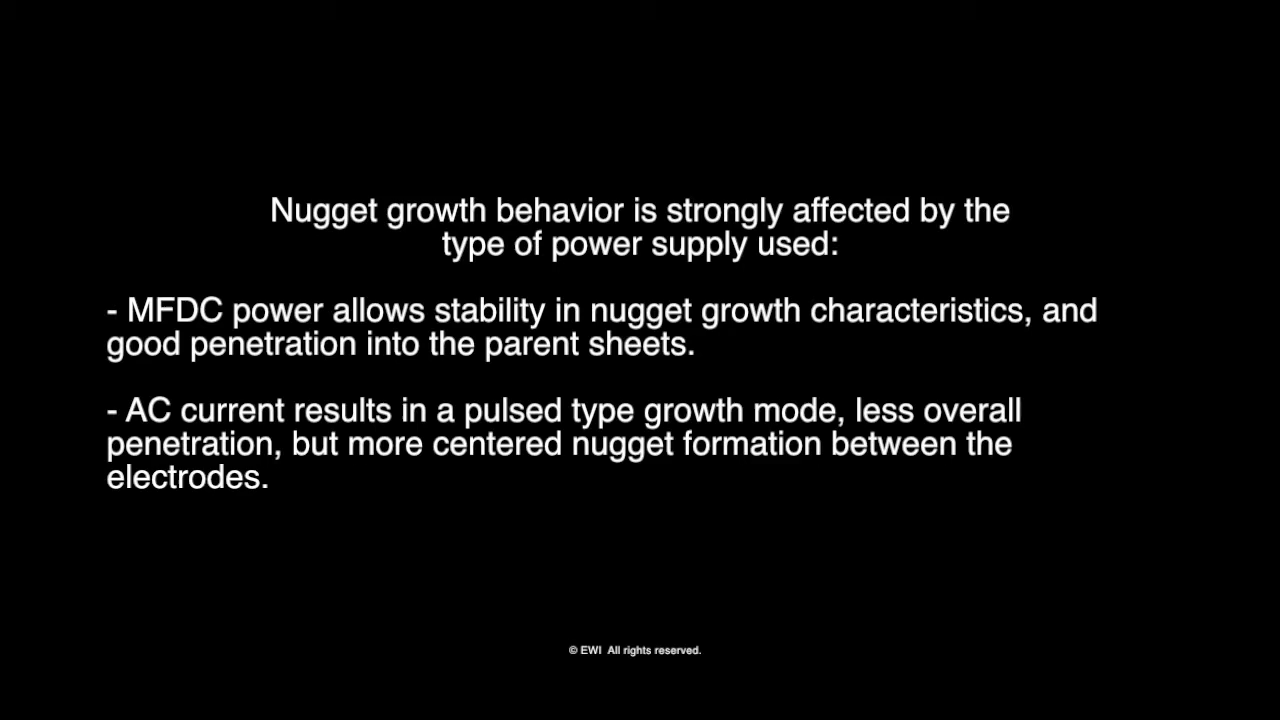 Nugget growth behavior is strongly affected by the
type of power supply used:
- MFDC power allows stability in nugget growth characteristics, and
good penetration into the parent sheets.
- AC current results in a pulsed type growth mode, less overall
penetration, but more centered nugget formation between the
electrodes.
© EWI All rights reserved.